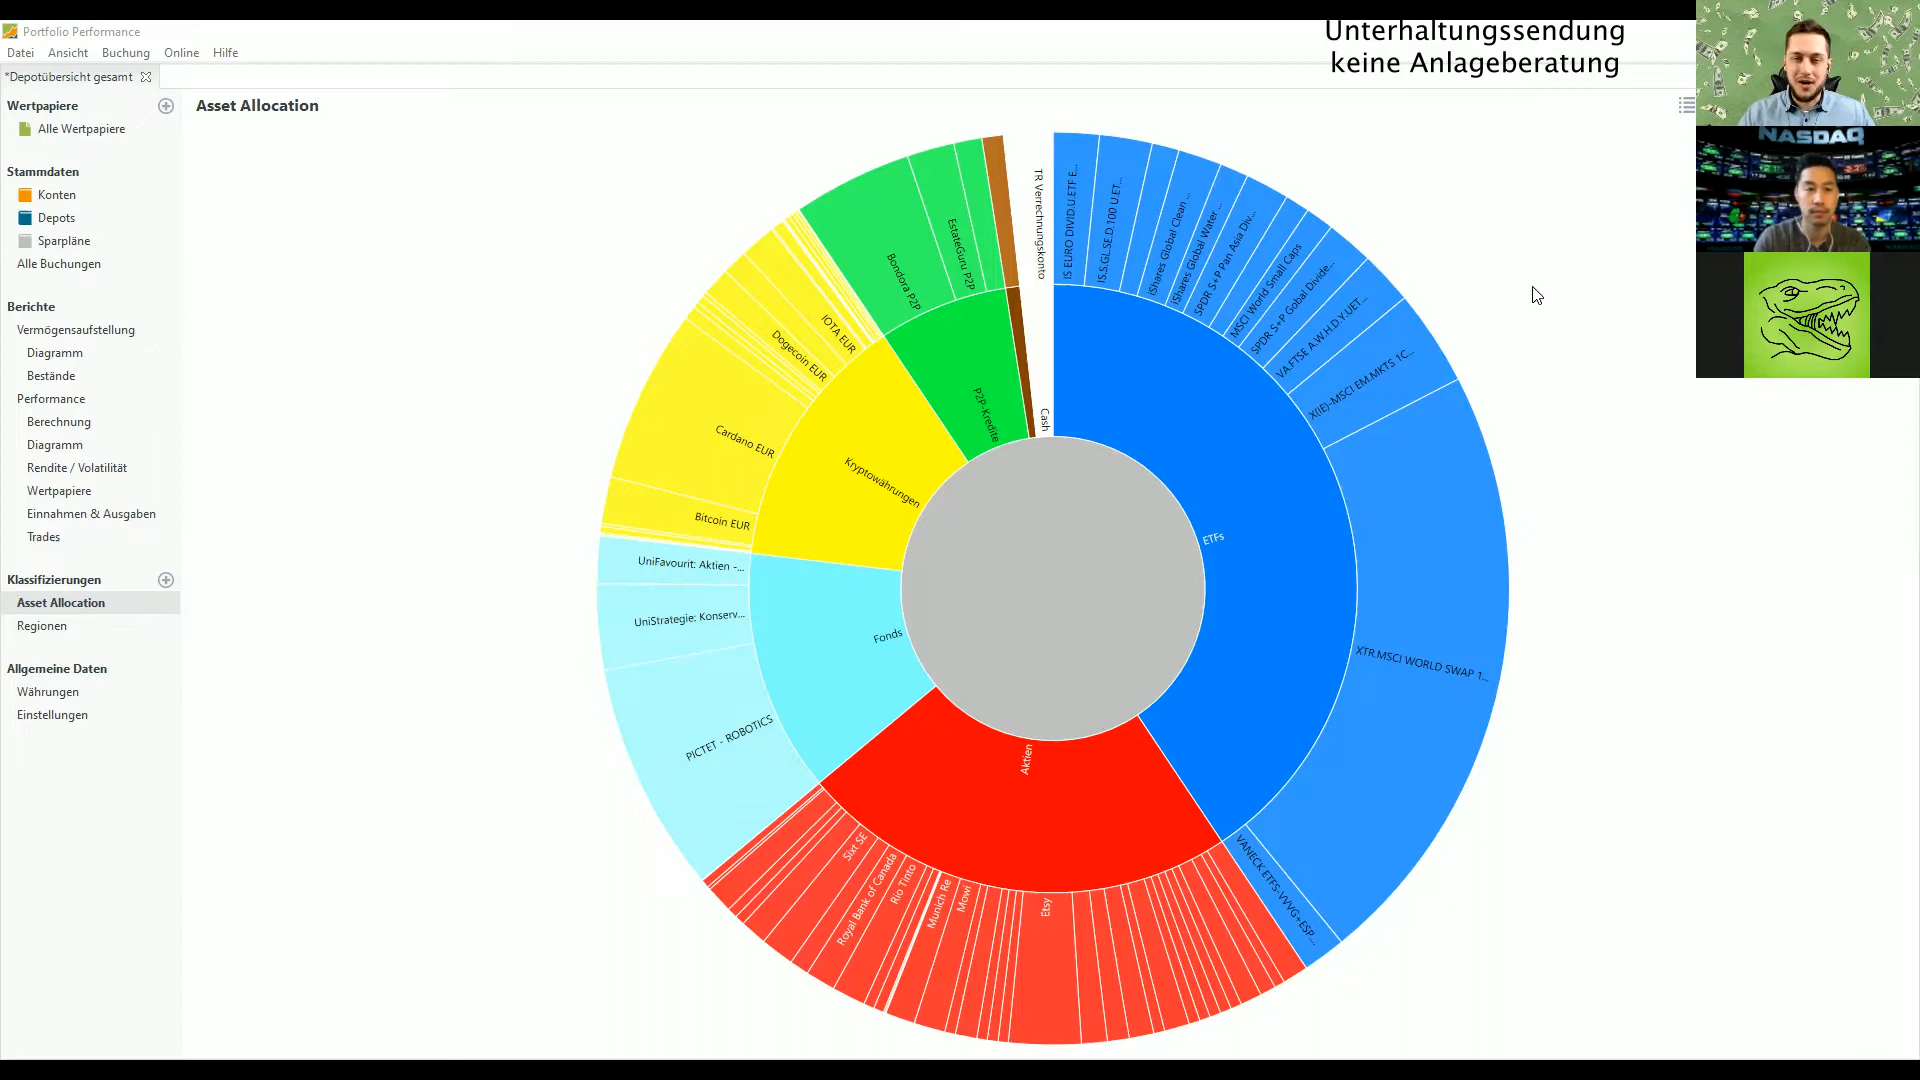 Portfolio Performance
Datei Ansicht Buchung Online Hilfe
*Depotübersicht gesamt
Unterhaltungssendung
keine Anlageberatung
Wertpapiere
Alle Wertpapiere
Stammdaten
Konten
Depots
Sparpläne
Alle Buchungen
Berichte
Vermögensaufstellung
Diagramm
Bestände
Performance
Berechnung
Diagramm
Rendite / Volatilität
Wertpapiere
Einnahmen & Ausgaben
Trades
Klassifizierungen
Asset Allocation
Regionen
Allgemeine Daten
Währungen
Einstellungen
Asset Allocation
TR Verrechnungskonto
Cash
IS EURO DIVID.U.ETF E...
IS.S.GL.SE.D.100 U.ET...
iShares Global Clean ...
iShares Global Water ...
SPDR S+P Pan Asia Div...
MSCI World Small Caps
SPDR S+P Gobal Divide...
VA.FTSE A.W.H.D.Y.UET...
X(IE)-MSCI EM.MKTS 1C...
ETFs
XTR.MSCI WORLD SWAP 1...
VANECK ETFS-VVVG+ESP...
Aktien
Etsy
Mowi
Munich Re
Rio Tinto
Royal Bank of Canada
Sixt SE
Fonds
PICTET - ROBOTICS
UniStrategie: Konserv...
UniFavourit: Aktien -...
Kryptowährungen
Bitcoin EUR
Cardano EUR
Dogecoin EUR
IOTA EUR
P2P-Kredite
Bondora P2P
EstateGuru P2P
NASDAQ